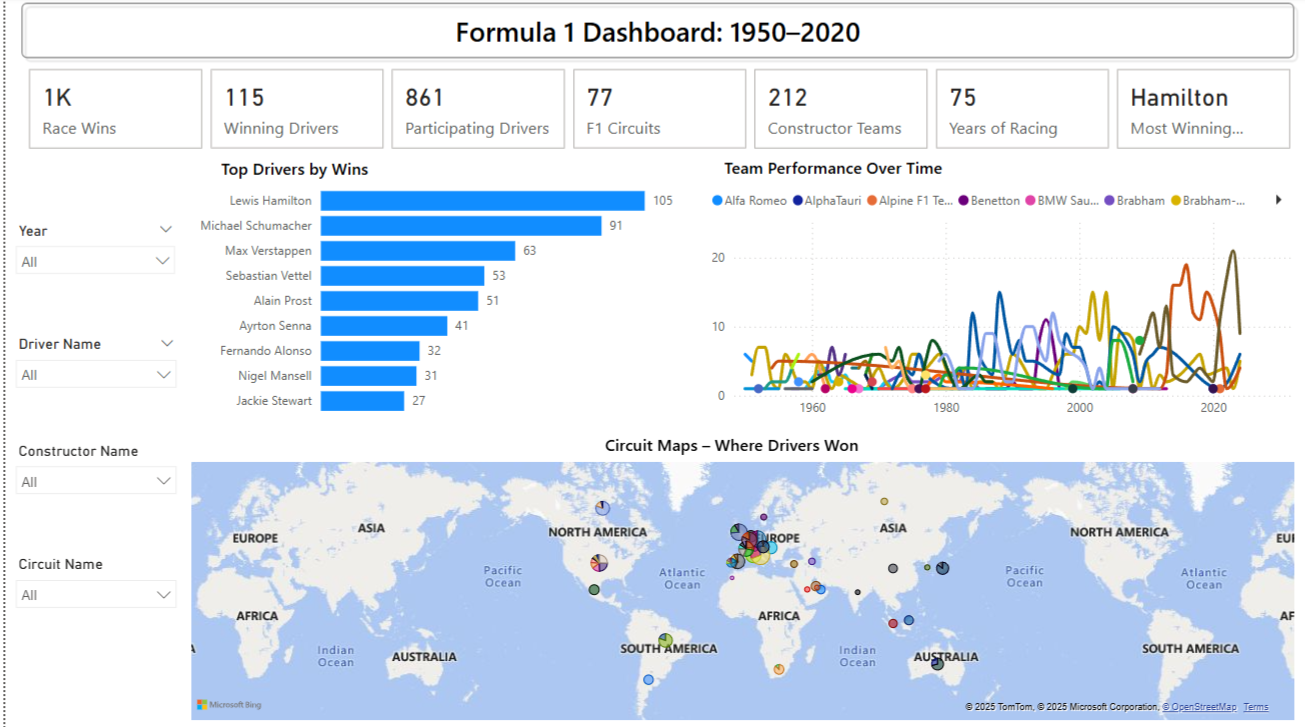 Formula 1 Dashboard: 1950–2020
1K
Race Wins
115
Winning Drivers
861
Participating Drivers
77
F1 Circuits
212
Constructor Teams
75
Years of Racing
Hamilton
Most Winning...
Year
All
Driver Name
All
Constructor Name
All
Circuit Name
All
Top Drivers by Wins
Lewis Hamilton 105
Michael Schumacher 91
Max Verstappen 63
Sebastian Vettel 53
Alain Prost 51
Ayrton Senna 41
Fernando Alonso 32
Nigel Mansell 31
Jackie Stewart 27
Team Performance Over Time
Alfa Romeo AlphaTauri Alpine F1 Te... Benetton BMW Sau... Brabham Brabham-...
20
10
0
1960 1980 2000 2020
Circuit Maps – Where Drivers Won
EUROPE
ASIA
NORTH AMERICA
UROPE
ASIA
NORTH AMERICA
EUI
Pacific
Ocean
Atlantic
Ocean
Pacific
Ocean
Atlantic
Ocean
AFRICA
AFRICA
AF
Indian
Ocean
AUSTRALIA
SOUTH AMERICA
Indian
Ocean
AUSTRALIA
SOUTH AMERICA
Microsoft Bing
© 2025 TomTom, © 2025 Microsoft Corporation, © OpenStreetMap Terms